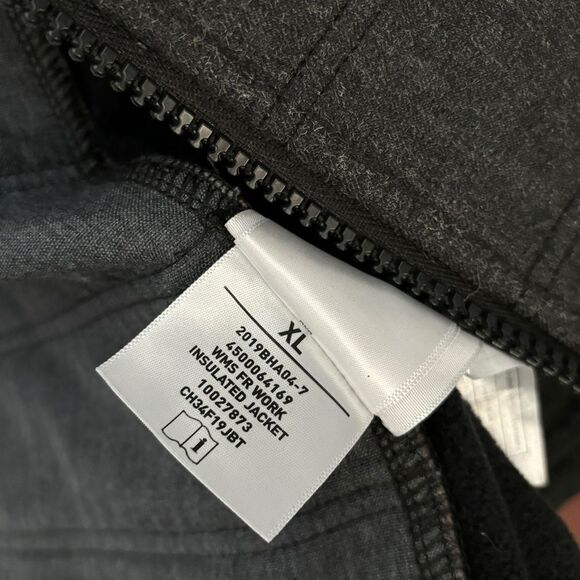 XL
2019BHA04-7
4500064169
WMS FR WORK
INSULATED JACKET
10027873
CH34F19JBT
i